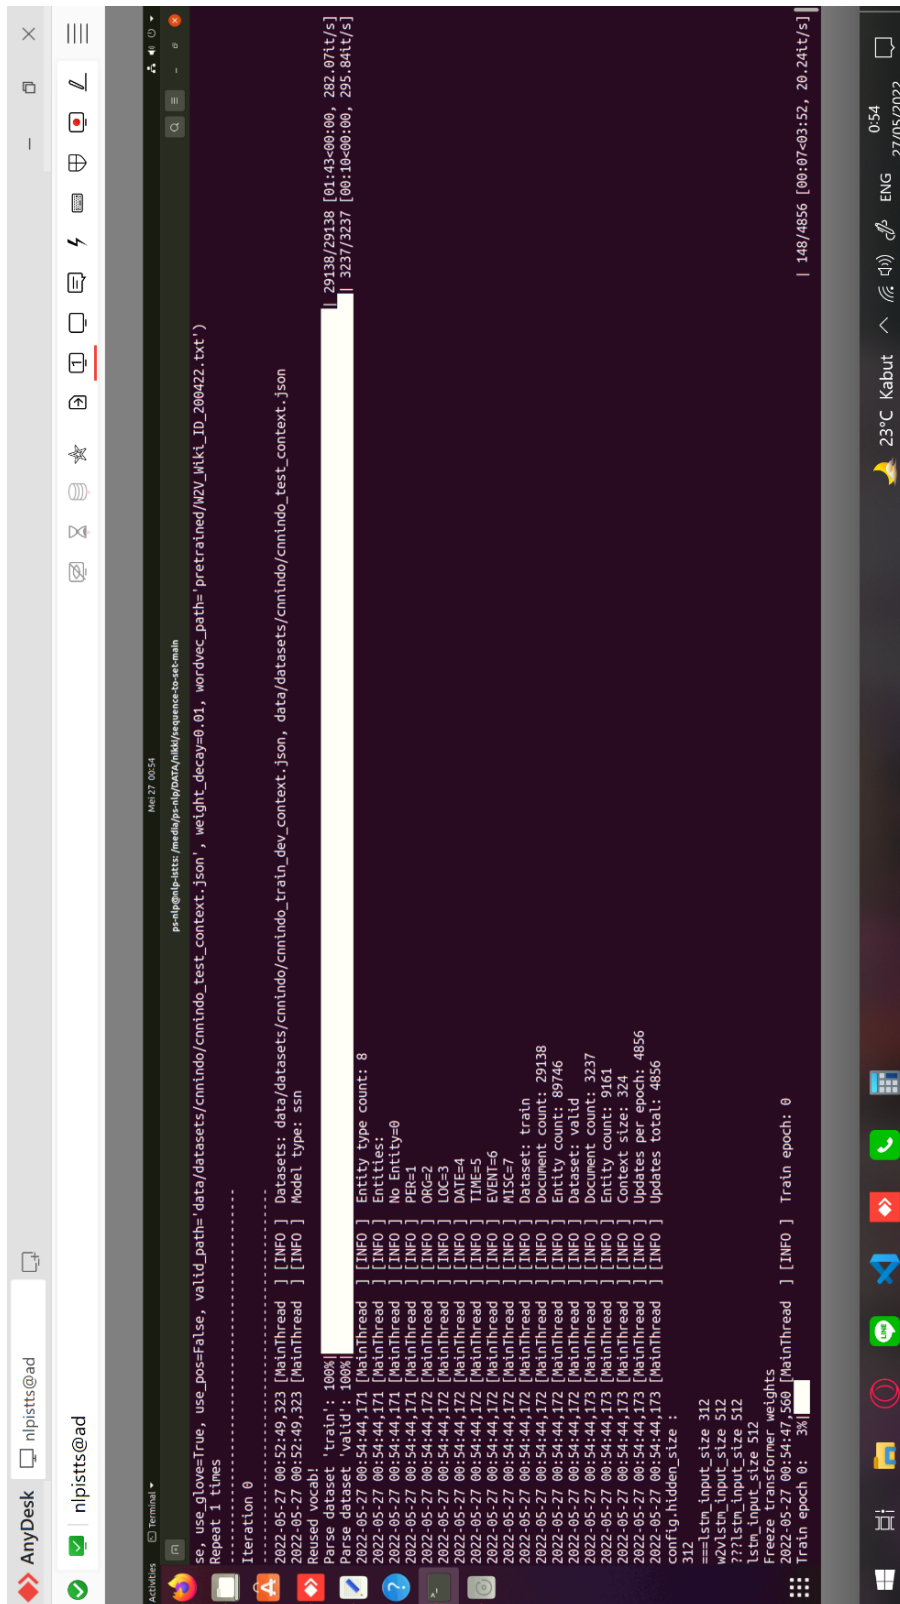 AnyDesk
nlpistts@ad
nlpistts@ad
1
Activities
Terminal
Mei 27 00:54
ps-nlp@nlp-istts: /media/ps-nlp/DATA/nikki/sequence-to-set-main
se, use_glove=True, use_pos=False, valid_path='data/datasets/cnnindo/cnnindo_test_context.json', weight_decay=0.01, wordvec_path='pretrained/W2V_Wiki_ID_200422.txt')
Repeat 1 times
--------------------------------------------------
Iteration 0
--------------------------------------------------
2022-05-27 00:52:49,323 [MainThread  ] [INFO ]  Datasets: data/datasets/cnnindo/cnnindo_train_dev_context.json, data/datasets/cnnindo/cnnindo_test_context.json
2022-05-27 00:52:49,323 [MainThread  ] [INFO ]  Model type: ssn
Reused vocab!
Parse dataset 'train': 100%| | 29138/29138 [01:43<00:00, 282.07it/s]
Parse dataset 'valid': 100%| | 3237/3237 [00:10<00:00, 295.84it/s]
2022-05-27 00:54:44,171 [MainThread  ] [INFO ]  Entity type count: 8
2022-05-27 00:54:44,171 [MainThread  ] [INFO ]  Entities:
2022-05-27 00:54:44,171 [MainThread  ] [INFO ]  No Entity=0
2022-05-27 00:54:44,172 [MainThread  ] [INFO ]  PER=1
2022-05-27 00:54:44,172 [MainThread  ] [INFO ]  ORG=2
2022-05-27 00:54:44,172 [MainThread  ] [INFO ]  LOC=3
2022-05-27 00:54:44,172 [MainThread  ] [INFO ]  DATE=4
2022-05-27 00:54:44,172 [MainThread  ] [INFO ]  TIME=5
2022-05-27 00:54:44,172 [MainThread  ] [INFO ]  EVENT=6
2022-05-27 00:54:44,172 [MainThread  ] [INFO ]  MISC=7
2022-05-27 00:54:44,172 [MainThread  ] [INFO ]  Dataset: train
2022-05-27 00:54:44,172 [MainThread  ] [INFO ]  Document count: 29138
2022-05-27 00:54:44,172 [MainThread  ] [INFO ]  Entity count: 89746
2022-05-27 00:54:44,172 [MainThread  ] [INFO ]  Dataset: valid
2022-05-27 00:54:44,173 [MainThread  ] [INFO ]  Document count: 3237
2022-05-27 00:54:44,173 [MainThread  ] [INFO ]  Entity count: 9161
2022-05-27 00:54:44,173 [MainThread  ] [INFO ]  Context size: 324
2022-05-27 00:54:44,173 [MainThread  ] [INFO ]  Updates per epoch: 4856
2022-05-27 00:54:44,173 [MainThread  ] [INFO ]  Updates total: 4856
config.hidden_size :
312
===lstm_input_size 312
w2vlstm_input_size 512
???lstm_input_size 512
lstm_input_size 512
Freeze transformer weights
2022-05-27 00:54:47,560 [MainThread  ] [INFO ]  Train epoch: 0
Train epoch 0:   3%| | 148/4856 [00:07<03:52, 20.24it/s]
LINE
23°C Kabut
ENG
0:54
27/05/2022